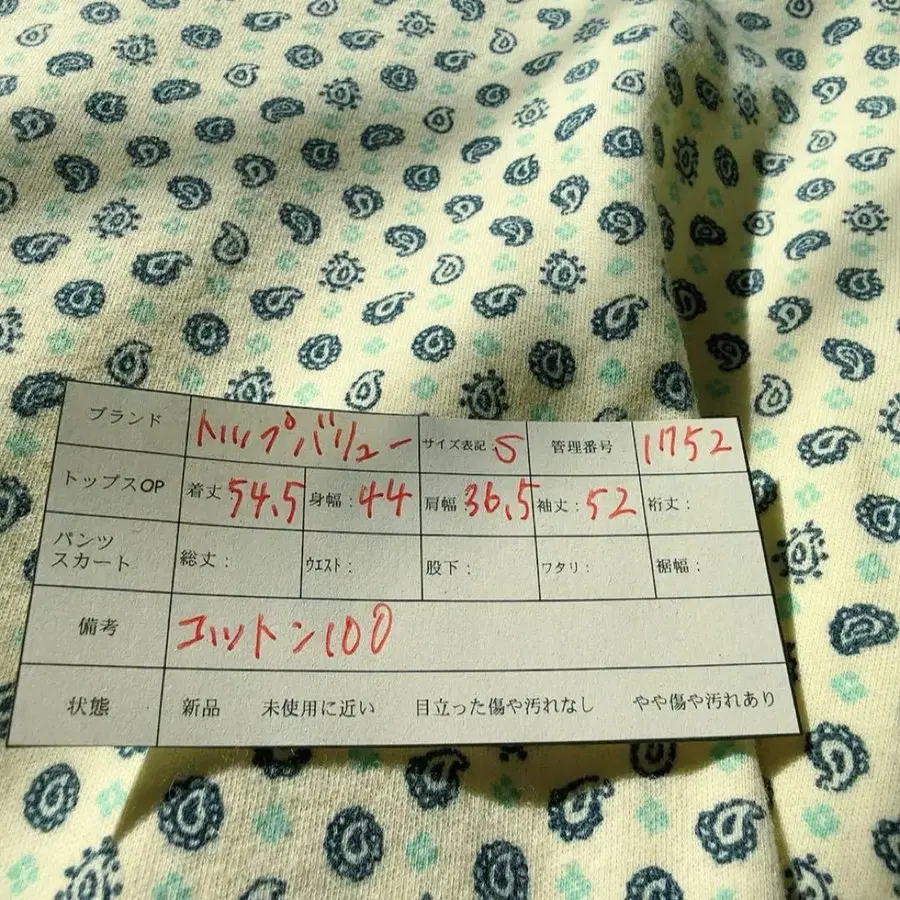 ブランド トップバリュー サイズ表記：S 管理番号 1752
トップスOP 着丈 54.5 身幅：44 肩幅 36.5 袖丈：52 裄丈：
パンツ
スカート 総丈： ｳｴｽﾄ： 股下： ワタリ： 裾幅：
備考 コットン100
状態 新品 未使用に近い 目立った傷や汚れなし やや傷や汚れあり